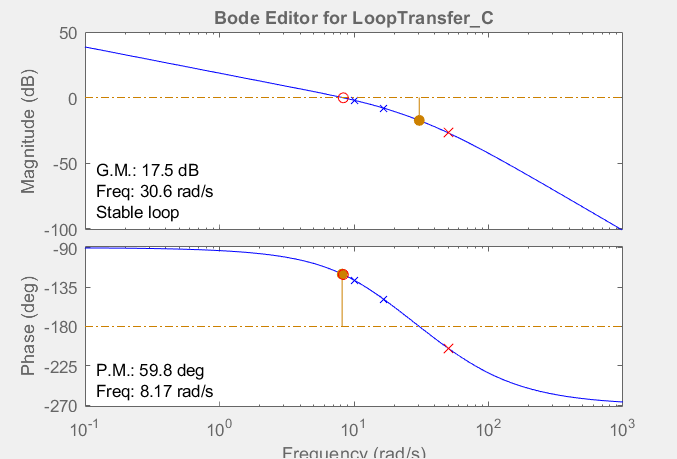 Bode Editor for LoopTransfer_C
50
0
-50
-100
Magnitude (dB)
G.M.: 17.5 dB
Freq: 30.6 rad/s
Stable loop
-90
-135
-180
-225
-270
Phase (deg)
P.M.: 59.8 deg
Freq: 8.17 rad/s
10^-1 10^0 10^1 10^2 10^3
Frequency (rad/s)